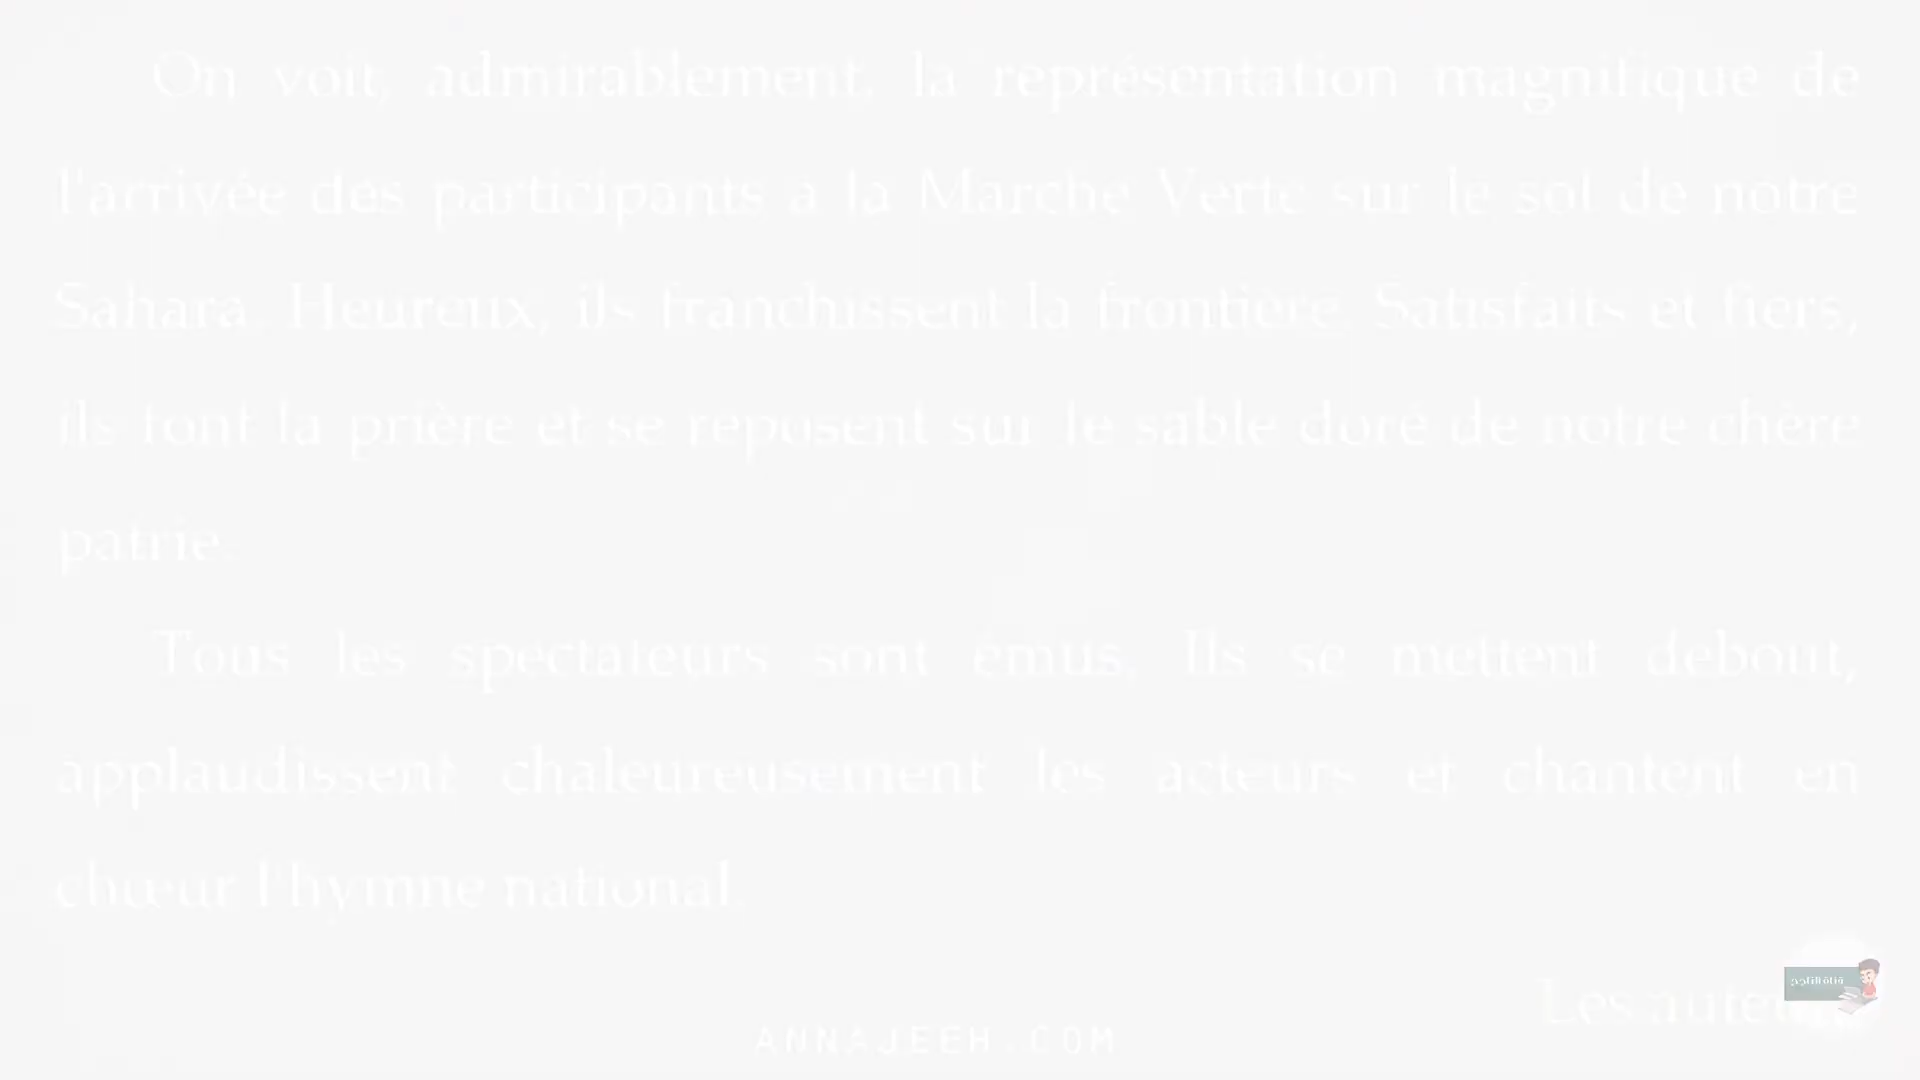 On voit, admirablement, la représentation magnifique de
l'arrivée des participants à la Marche Verte sur le sol de notre
Sahara. Heureux, ils franchissent la frontière. Satisfaits et fiers,
ils font la prière et se reposent sur le sable doré de notre chère
patrie.
Tous les spectateurs sont émus. Ils se mettent debout,
applaudissent chaleureusement les acteurs et chantent en
chœur l'hymne national.
Les
قناة الناجح
ANNAJEEH.COM